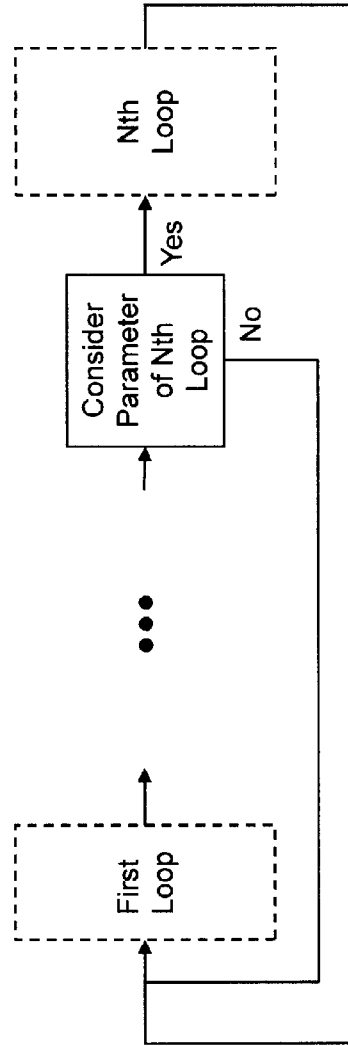 First
Loop
Consider
Parameter
of Nth
Loop
Yes
No
Nth
Loop